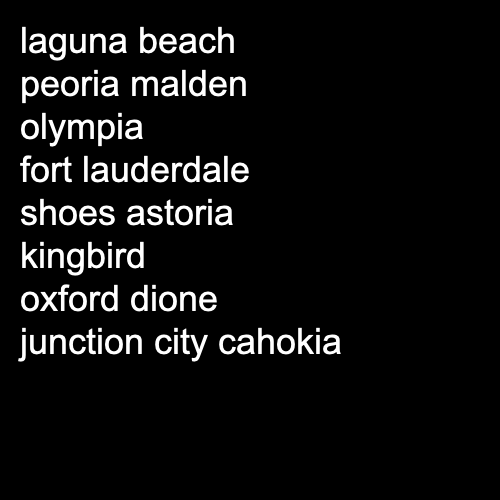 laguna beach
peoria malden
olympia
fort lauderdale
shoes astoria
kingbird
oxford dione
junction city cahokia